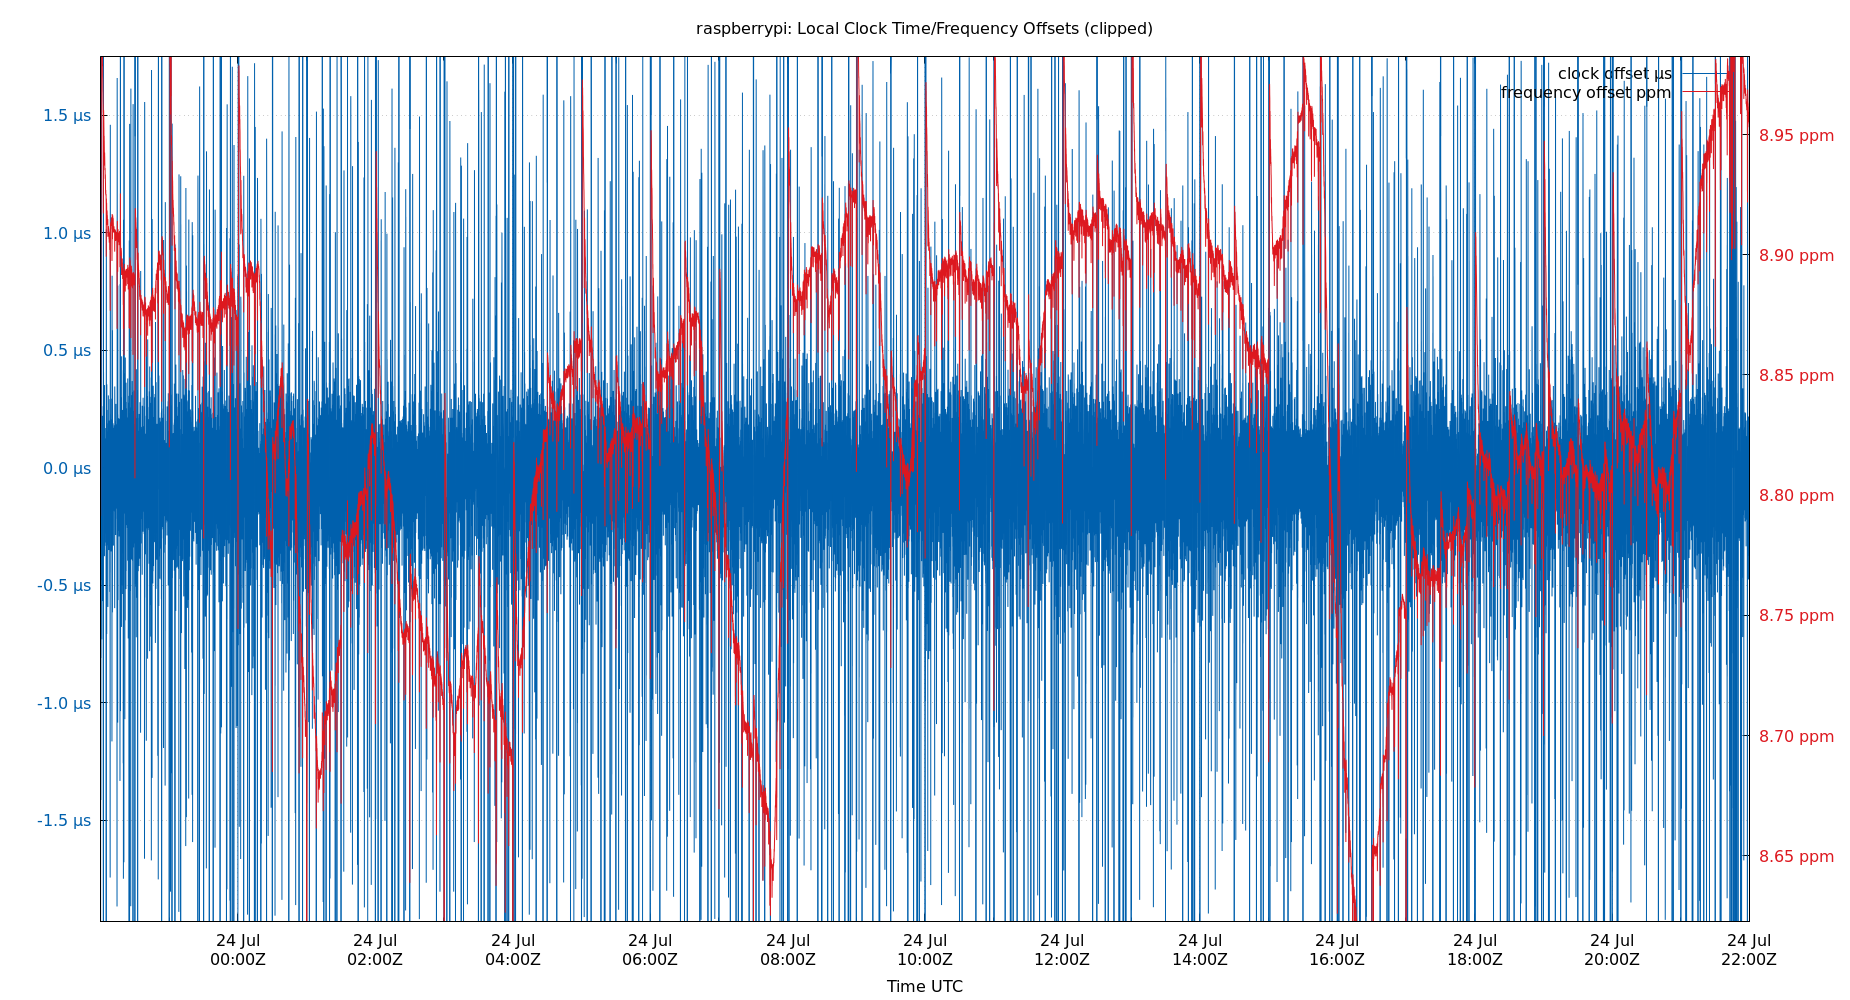 raspberrypi: Local Clock Time/Frequency Offsets (clipped)
clock offset µs
frequency offset ppm
1.5 µs
1.0 µs
0.5 µs
0.0 µs
-0.5 µs
-1.0 µs
-1.5 µs
8.95 ppm
8.90 ppm
8.85 ppm
8.80 ppm
8.75 ppm
8.70 ppm
8.65 ppm
24 Jul 24 Jul 24 Jul 24 Jul 24 Jul 24 Jul 24 Jul 24 Jul 24 Jul 24 Jul 24 Jul 24 Jul
00:00Z 02:00Z 04:00Z 06:00Z 08:00Z 10:00Z 12:00Z 14:00Z 16:00Z 18:00Z 20:00Z 22:00Z
Time UTC